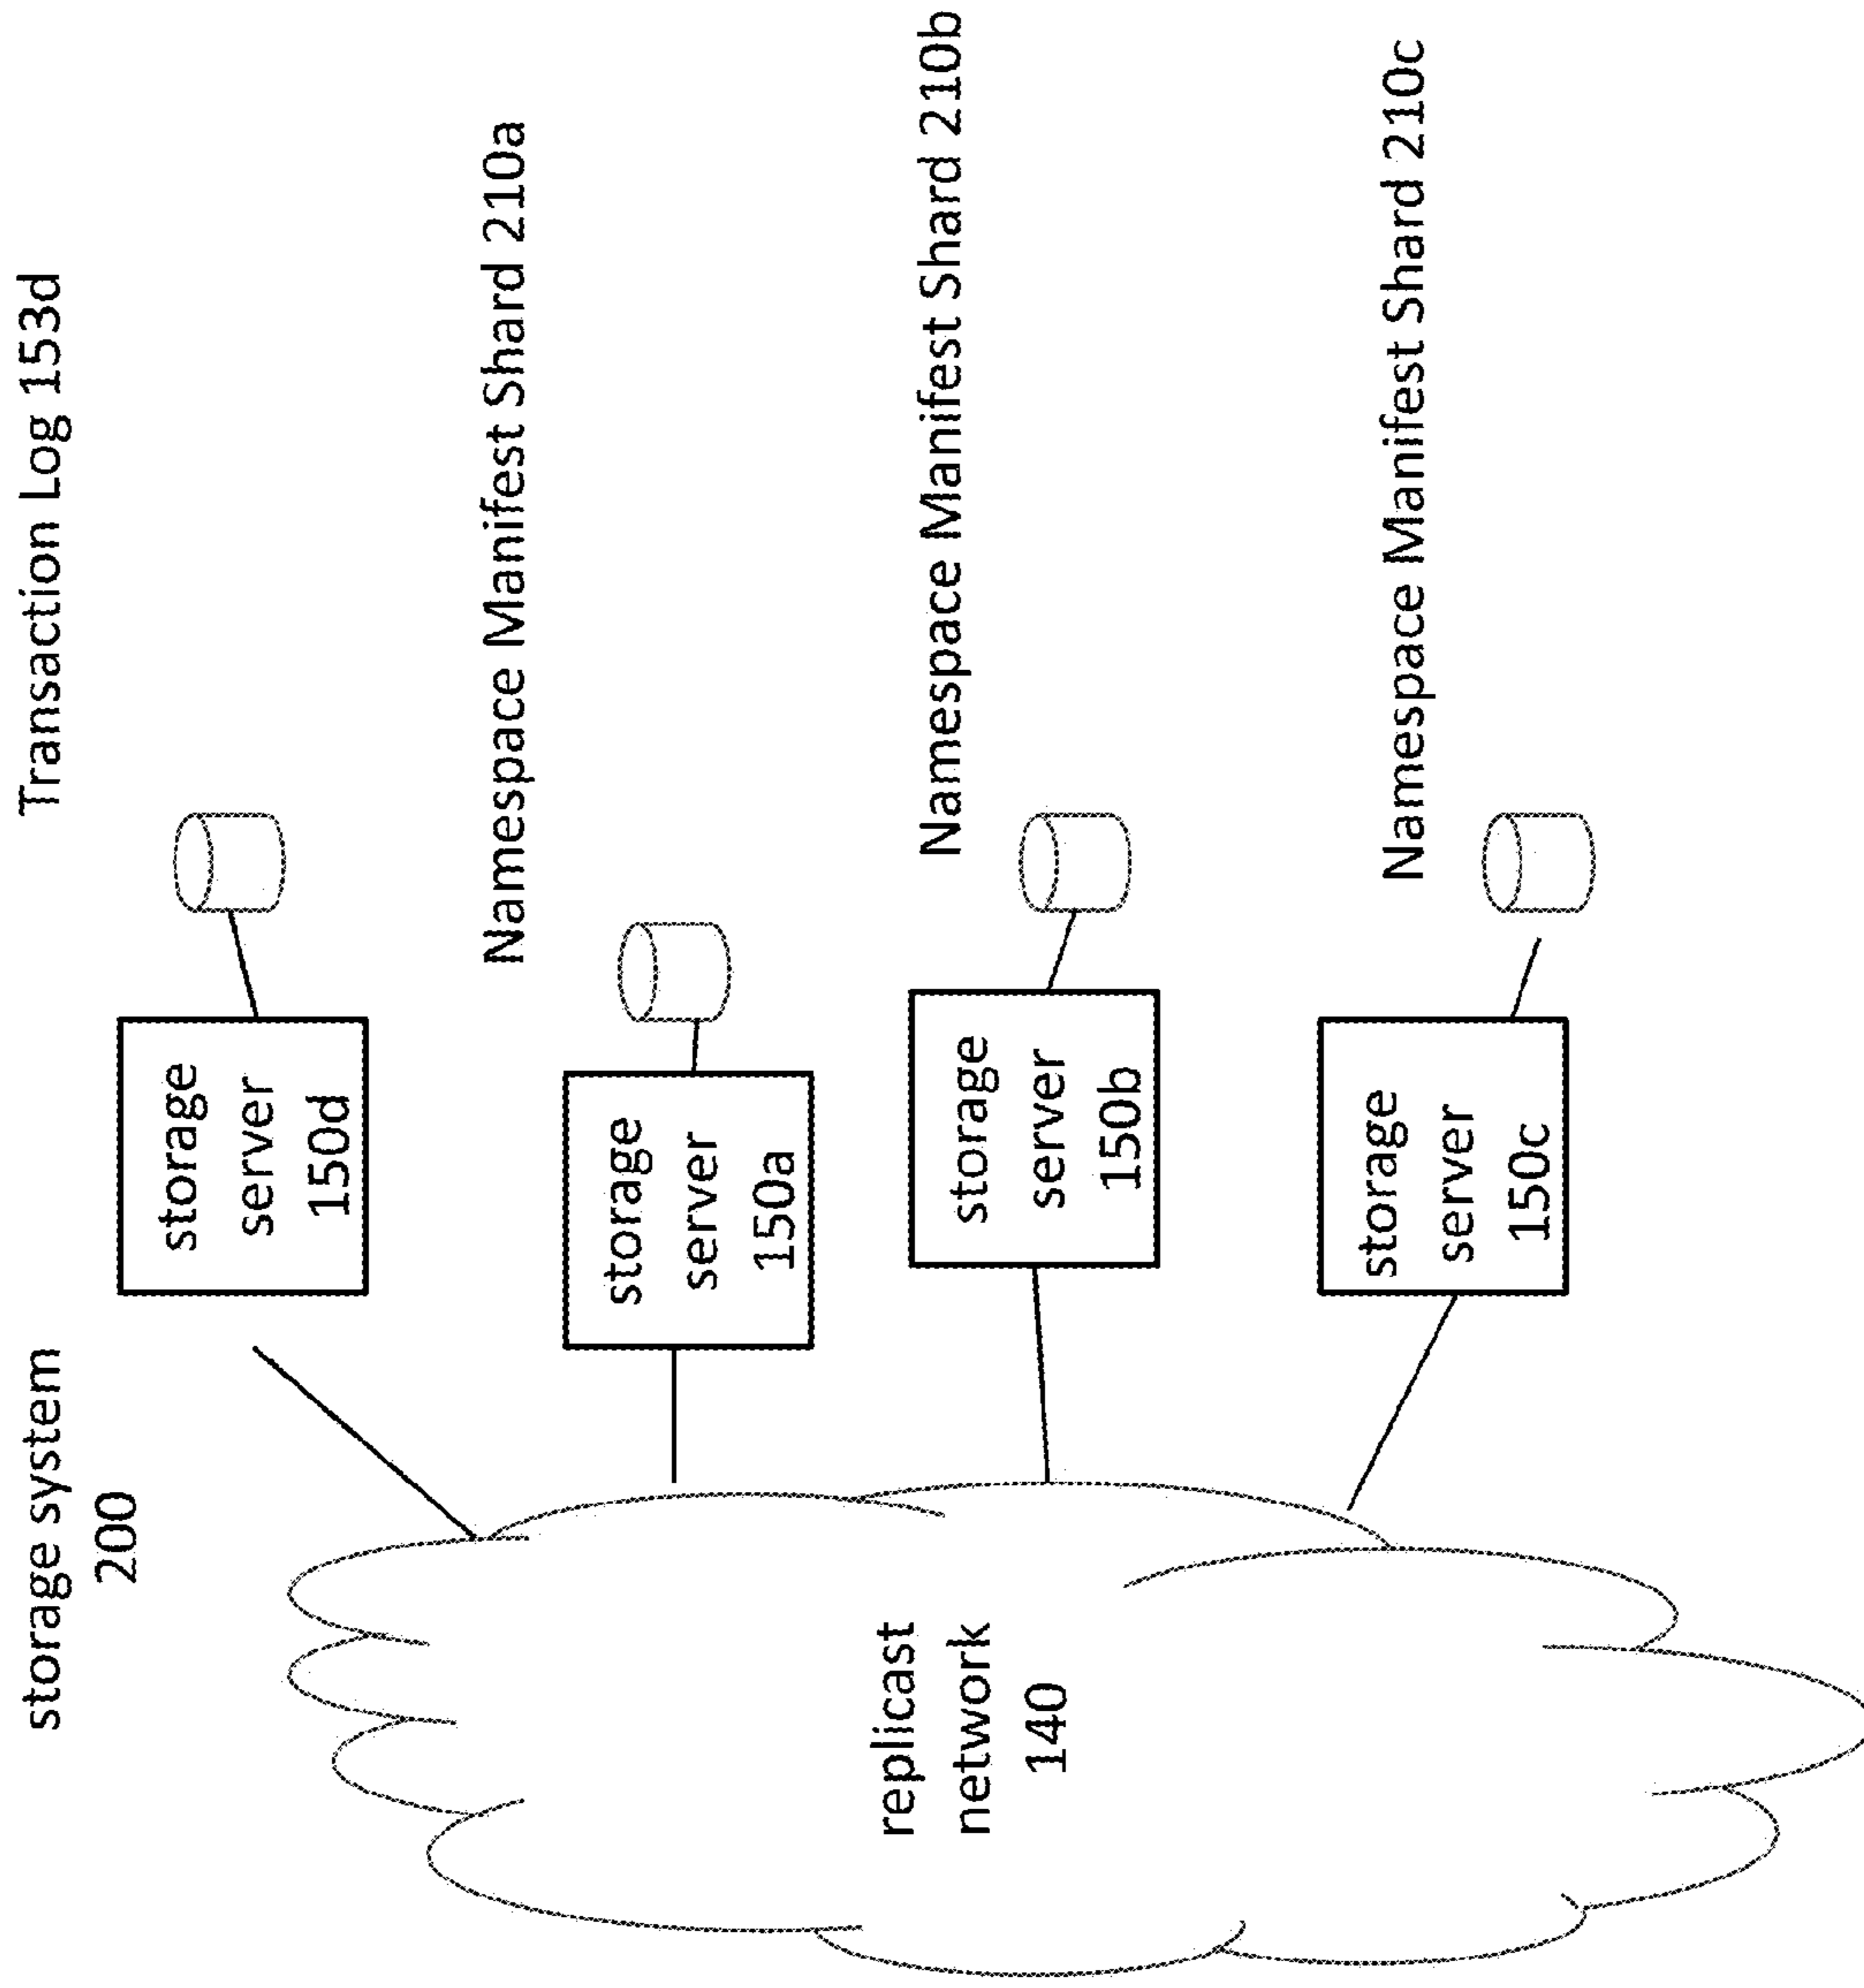 storage system
200
Transaction Log 153d
storage
server
150d
Namespace Manifest Shard 210a
storage
server
150a
Namespace Manifest Shard 210b
storage
server
150b
Namespace Manifest Shard 210c
storage
server
150c
replicast
network
140